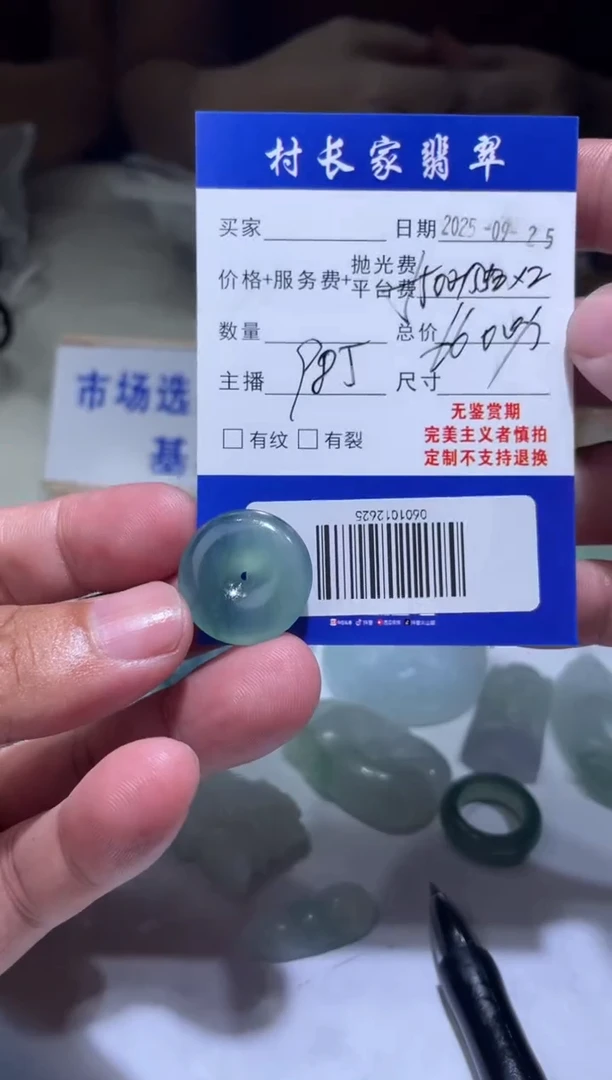 村长家翡翠
买家 日期 2025-09-25
价格+服务费+抛光费
平台费
数量 总价
主播 尺寸
无鉴赏期
完美主义者慎拍
定制不支持退换
有纹 有裂
0601012625
市场选
基